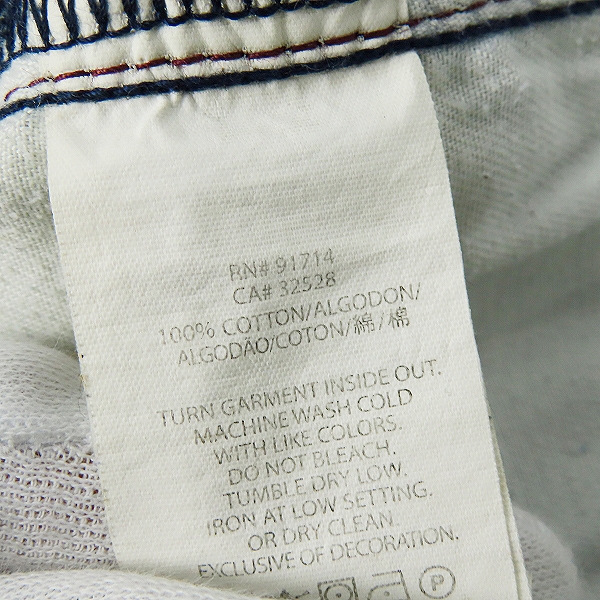 RN# 91714
CA# 32528
100% COTTON/ALGODON/
ALGODÃO/COTON/綿/棉
TURN GARMENT INSIDE OUT.
MACHINE WASH COLD
WITH LIKE COLORS.
DO NOT BLEACH.
TUMBLE DRY LOW.
IRON AT LOW SETTING.
OR DRY CLEAN.
EXCLUSIVE OF DECORATION.
P